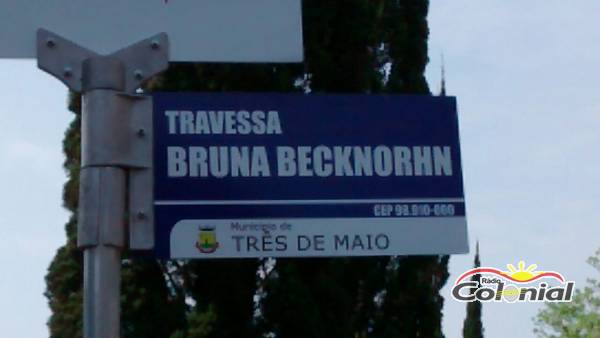 TRAVESSA
BRUNA BECKNORHN
CEP 98.910-000
Município de
TRÊS DE MAIO
Rádio
Colonial